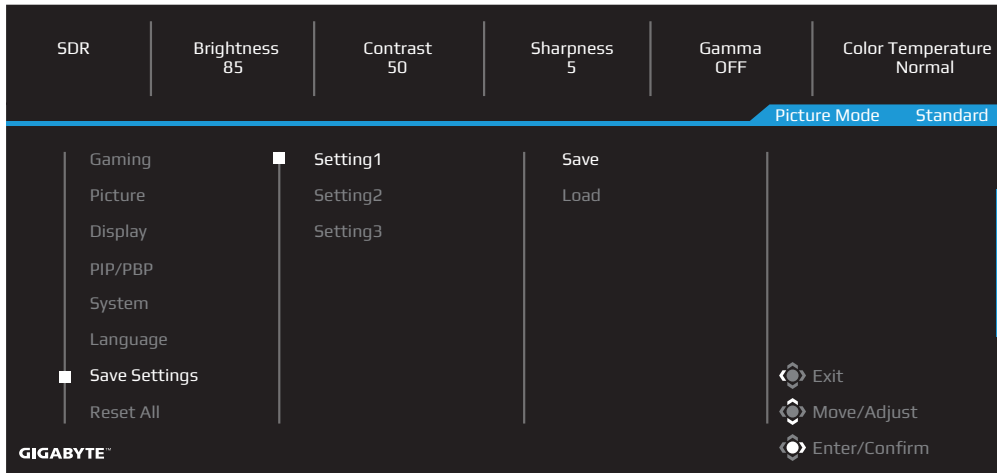 SDR
Brightness
85
Contrast
50
Sharpness
5
Gamma
OFF
Color Temperature
Normal
Picture Mode Standard
Gaming
Picture
Display
PIP/PBP
System
Language
Save Settings
Reset All
Setting1
Setting2
Setting3
Save
Load
Exit
Move/Adjust
Enter/Confirm
GIGABYTE™